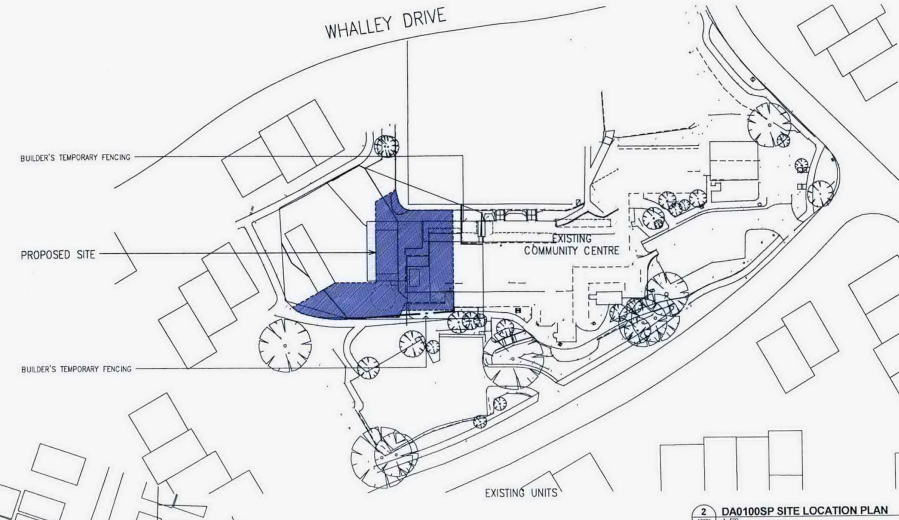 WHALLEY DRIVE
BUILDER'S TEMPORARY FENCING
PROPOSED SITE
EXISTING
COMMUNITY CENTRE
BUILDER'S TEMPORARY FENCING
EXISTING UNITS
2 DA0100SP SITE LOCATION PLAN